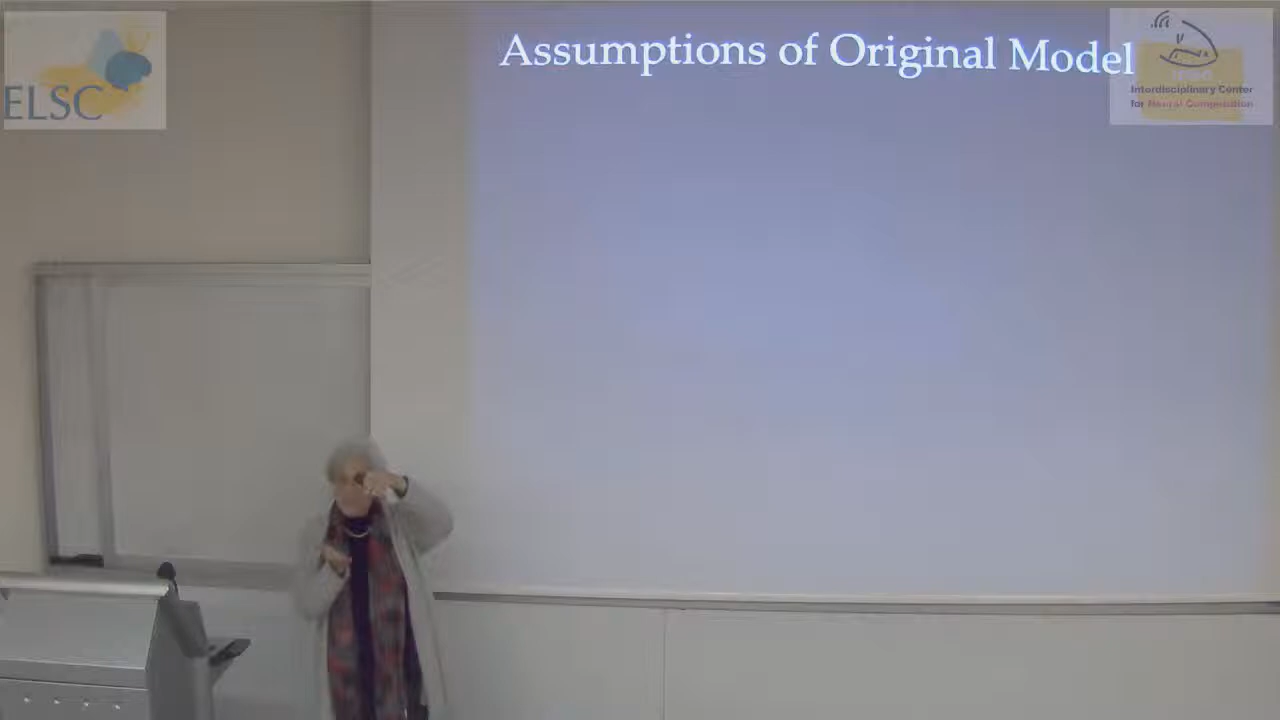 Assumptions of Original Model
ELSC
Interdisciplinary Center
for Neural Computation